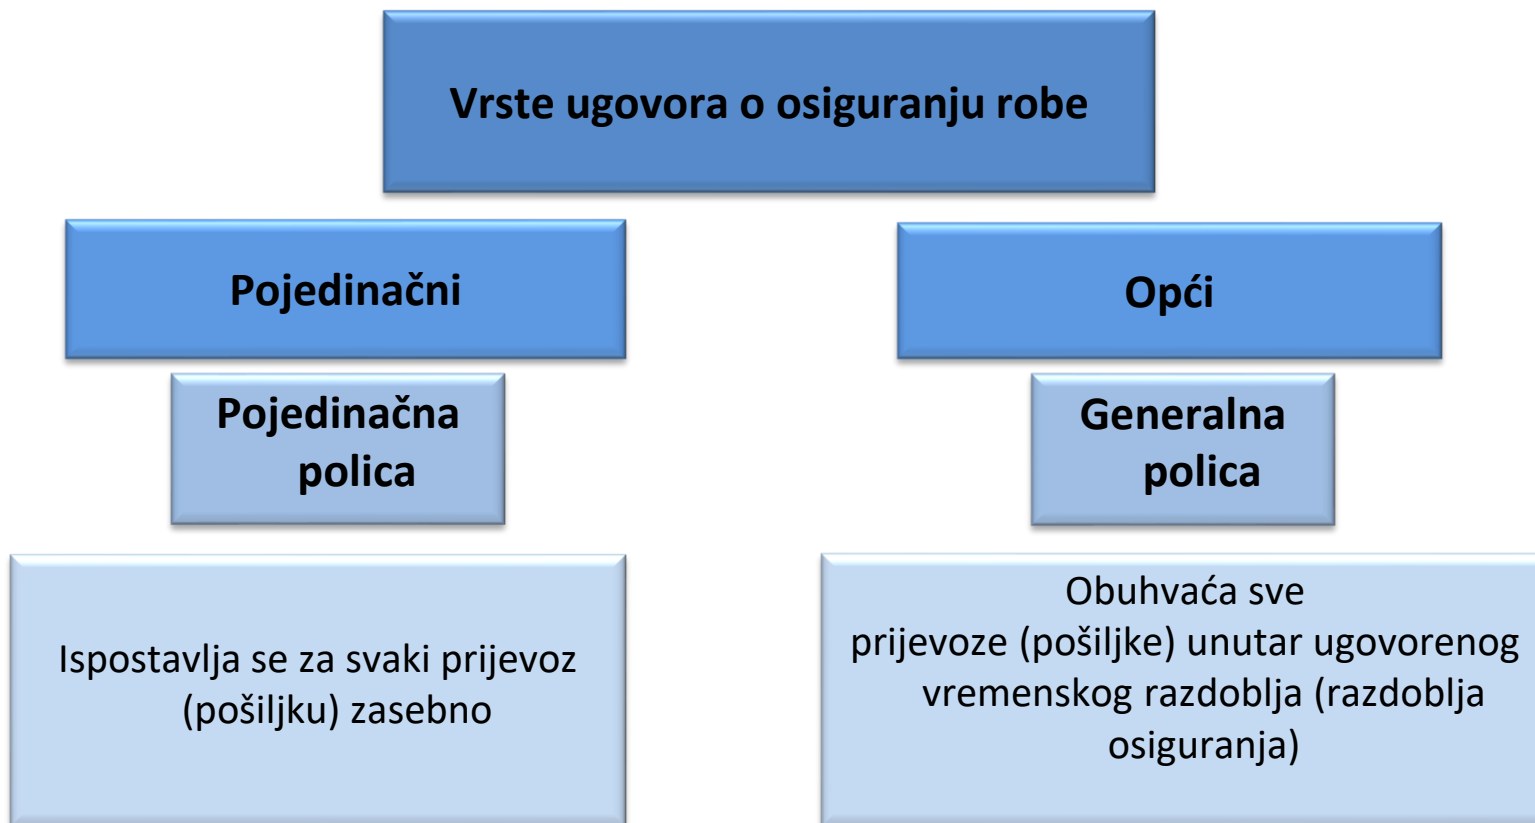 Vrste ugovora o osiguranju robe
Pojedinačni
Opći
Pojedinačna
polica
Generalna
polica
Ispostavlja se za svaki prijevoz
(pošiljku) zasebno
Obuhvaća sve
prijevoze (pošiljke) unutar ugovorenog
vremenskog razdoblja (razdoblja
osiguranja)